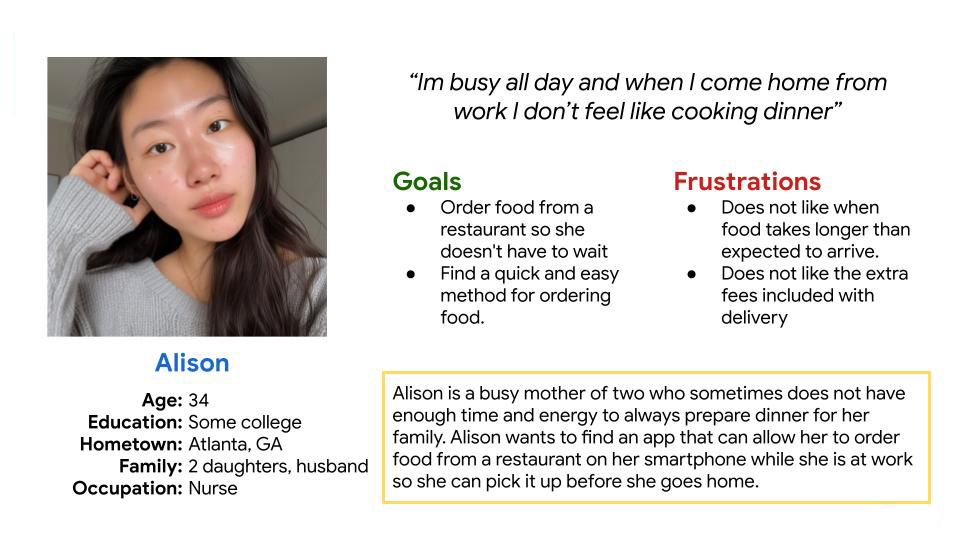 “Im busy all day and when I come home from
work I don’t feel like cooking dinner”
Goals
● Order food from a
restaurant so she
doesn't have to wait
● Find a quick and easy
method for ordering
food.
Frustrations
● Does not like when
food takes longer than
expected to arrive.
● Does not like the extra
fees included with
delivery
Alison
Age: 34
Education: Some college
Hometown: Atlanta, GA
Family: 2 daughters, husband
Occupation: Nurse
Alison is a busy mother of two who sometimes does not have
enough time and energy to always prepare dinner for her
family. Alison wants to find an app that can allow her to order
food from a restaurant on her smartphone while she is at work
so she can pick it up before she goes home.